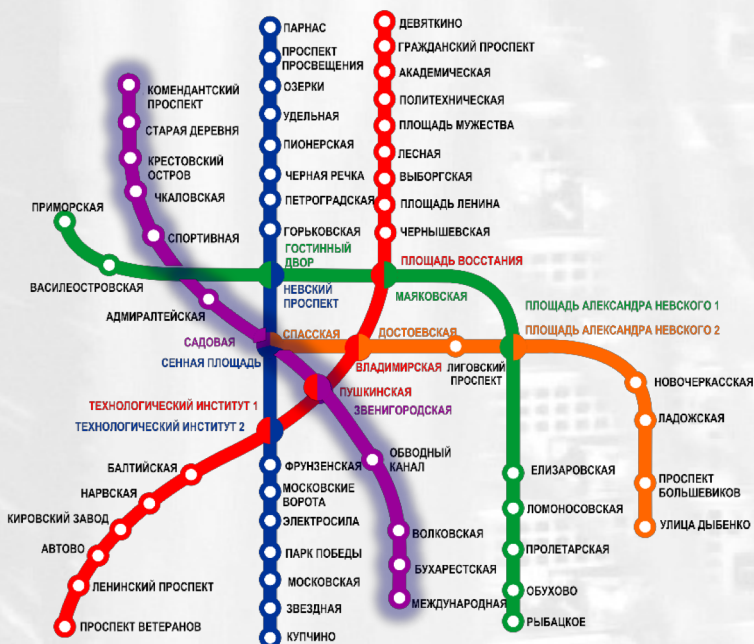 ПАРНАС
ПРОСПЕКТ
ПРОСВЕЩЕНИЯ
ОЗЕРКИ
УДЕЛЬНАЯ
ПИОНЕРСКАЯ
ЧЕРНАЯ РЕЧКА
ПЕТРОГРАДСКАЯ
ГОРЬКОВСКАЯ
ГОСТИННЫЙ
ДВОР
НЕВСКИЙ
ПРОСПЕКТ
ДЕВЯТКИНО
ГРАЖДАНСКИЙ ПРОСПЕКТ
АКАДЕМИЧЕСКАЯ
ПОЛИТЕХНИЧЕСКАЯ
ПЛОЩАДЬ МУЖЕСТВА
ЛЕСНАЯ
ВЫБОРГСКАЯ
ПЛОЩАДЬ ЛЕНИНА
ЧЕРНЫШЕВСКАЯ
ПЛОЩАДЬ ВОССТАНИЯ
МАЯКОВСКАЯ
КОМЕНДАНТСКИЙ
ПРОСПЕКТ
СТАРАЯ ДЕРЕВНЯ
КРЕСТОВСКИЙ
ОСТРОВ
ЧКАЛОВСКАЯ
СПОРТИВНАЯ
ПРИМОРСКАЯ
ВАСИЛЕОСТРОВСКАЯ
АДМИРАЛТЕЙСКАЯ
САДОВАЯ
СПАССКАЯ
СЕННАЯ ПЛОЩАДЬ
ДОСТОЕВСКАЯ
ВЛАДИМИРСКАЯ
ЛИГОВСКИЙ
ПРОСПЕКТ
ПЛОЩАДЬ АЛЕКСАНДРА НЕВСКОГО 1
ПЛОЩАДЬ АЛЕКСАНДРА НЕВСКОГО 2
НОВОЧЕРКАССКАЯ
ЛАДОЖСКАЯ
ПРОСПЕКТ
БОЛЬШЕВИКОВ
УЛИЦА ДЫБЕНКО
ПУШКИНСКАЯ
ЗВЕНИГОРОДСКАЯ
ТЕХНОЛОГИЧЕСКИЙ ИНСТИТУТ 1
ТЕХНОЛОГИЧЕСКИЙ ИНСТИТУТ 2
БАЛТИЙСКАЯ
НАРВСКАЯ
КИРОВСКИЙ ЗАВОД
АВТОВО
ЛЕНИНСКИЙ ПРОСПЕКТ
ПРОСПЕКТ ВЕТЕРАНОВ
ФРУНЗЕНСКАЯ
МОСКОВСКИЕ
ВОРОТА
ЭЛЕКТРОСИЛА
ПАРК ПОБЕДЫ
МОСКОВСКАЯ
ЗВЕЗДНАЯ
КУПЧИНО
ОБВОДНЫЙ
КАНАЛ
ВОЛКОВСКАЯ
БУХАРЕСТСКАЯ
МЕЖДУНАРОДНАЯ
ЕЛИЗАРОВСКАЯ
ЛОМОНОСОВСКАЯ
ПРОЛЕТАРСКАЯ
ОБУХОВО
РЫБАЦКОЕ